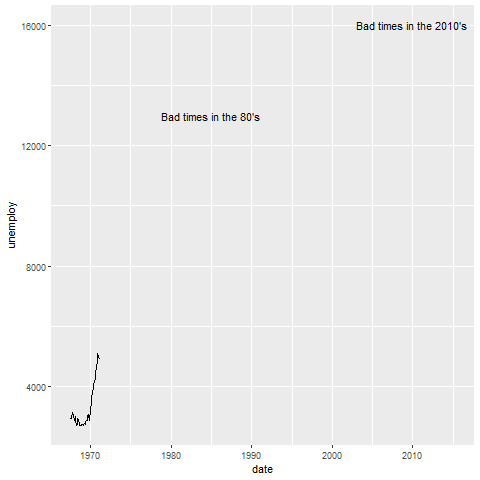 16000
Bad times in the 2010's
Bad times in the 80's
12000
unemploy
8000
4000
1970 1980 1990 2000 2010
date